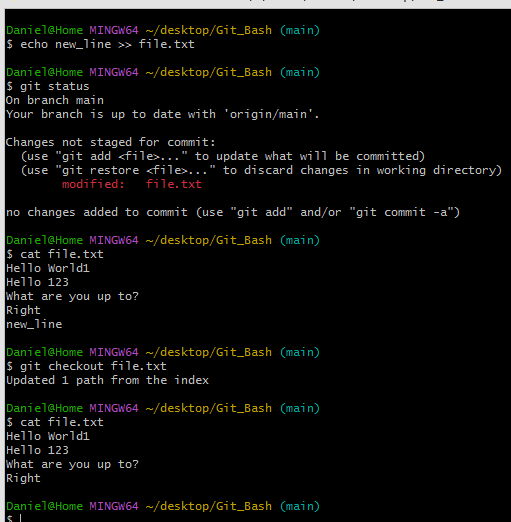 Daniel@Home MINGW64 ~/desktop/Git_Bash (main)
$ echo new_line >> file.txt
Daniel@Home MINGW64 ~/desktop/Git_Bash (main)
$ git status
On branch main
Your branch is up to date with 'origin/main'.
Changes not staged for commit:
  (use "git add <file>..." to update what will be committed)
  (use "git restore <file>..." to discard changes in working directory)
        modified:   file.txt
no changes added to commit (use "git add" and/or "git commit -a")
Daniel@Home MINGW64 ~/desktop/Git_Bash (main)
$ cat file.txt
Hello World1
Hello 123
What are you up to?
Right
new_line
Daniel@Home MINGW64 ~/desktop/Git_Bash (main)
$ git checkout file.txt
Updated 1 path from the index
Daniel@Home MINGW64 ~/desktop/Git_Bash (main)
$ cat file.txt
Hello World1
Hello 123
What are you up to?
Right
Daniel@Home MINGW64 ~/desktop/Git_Bash (main)
$